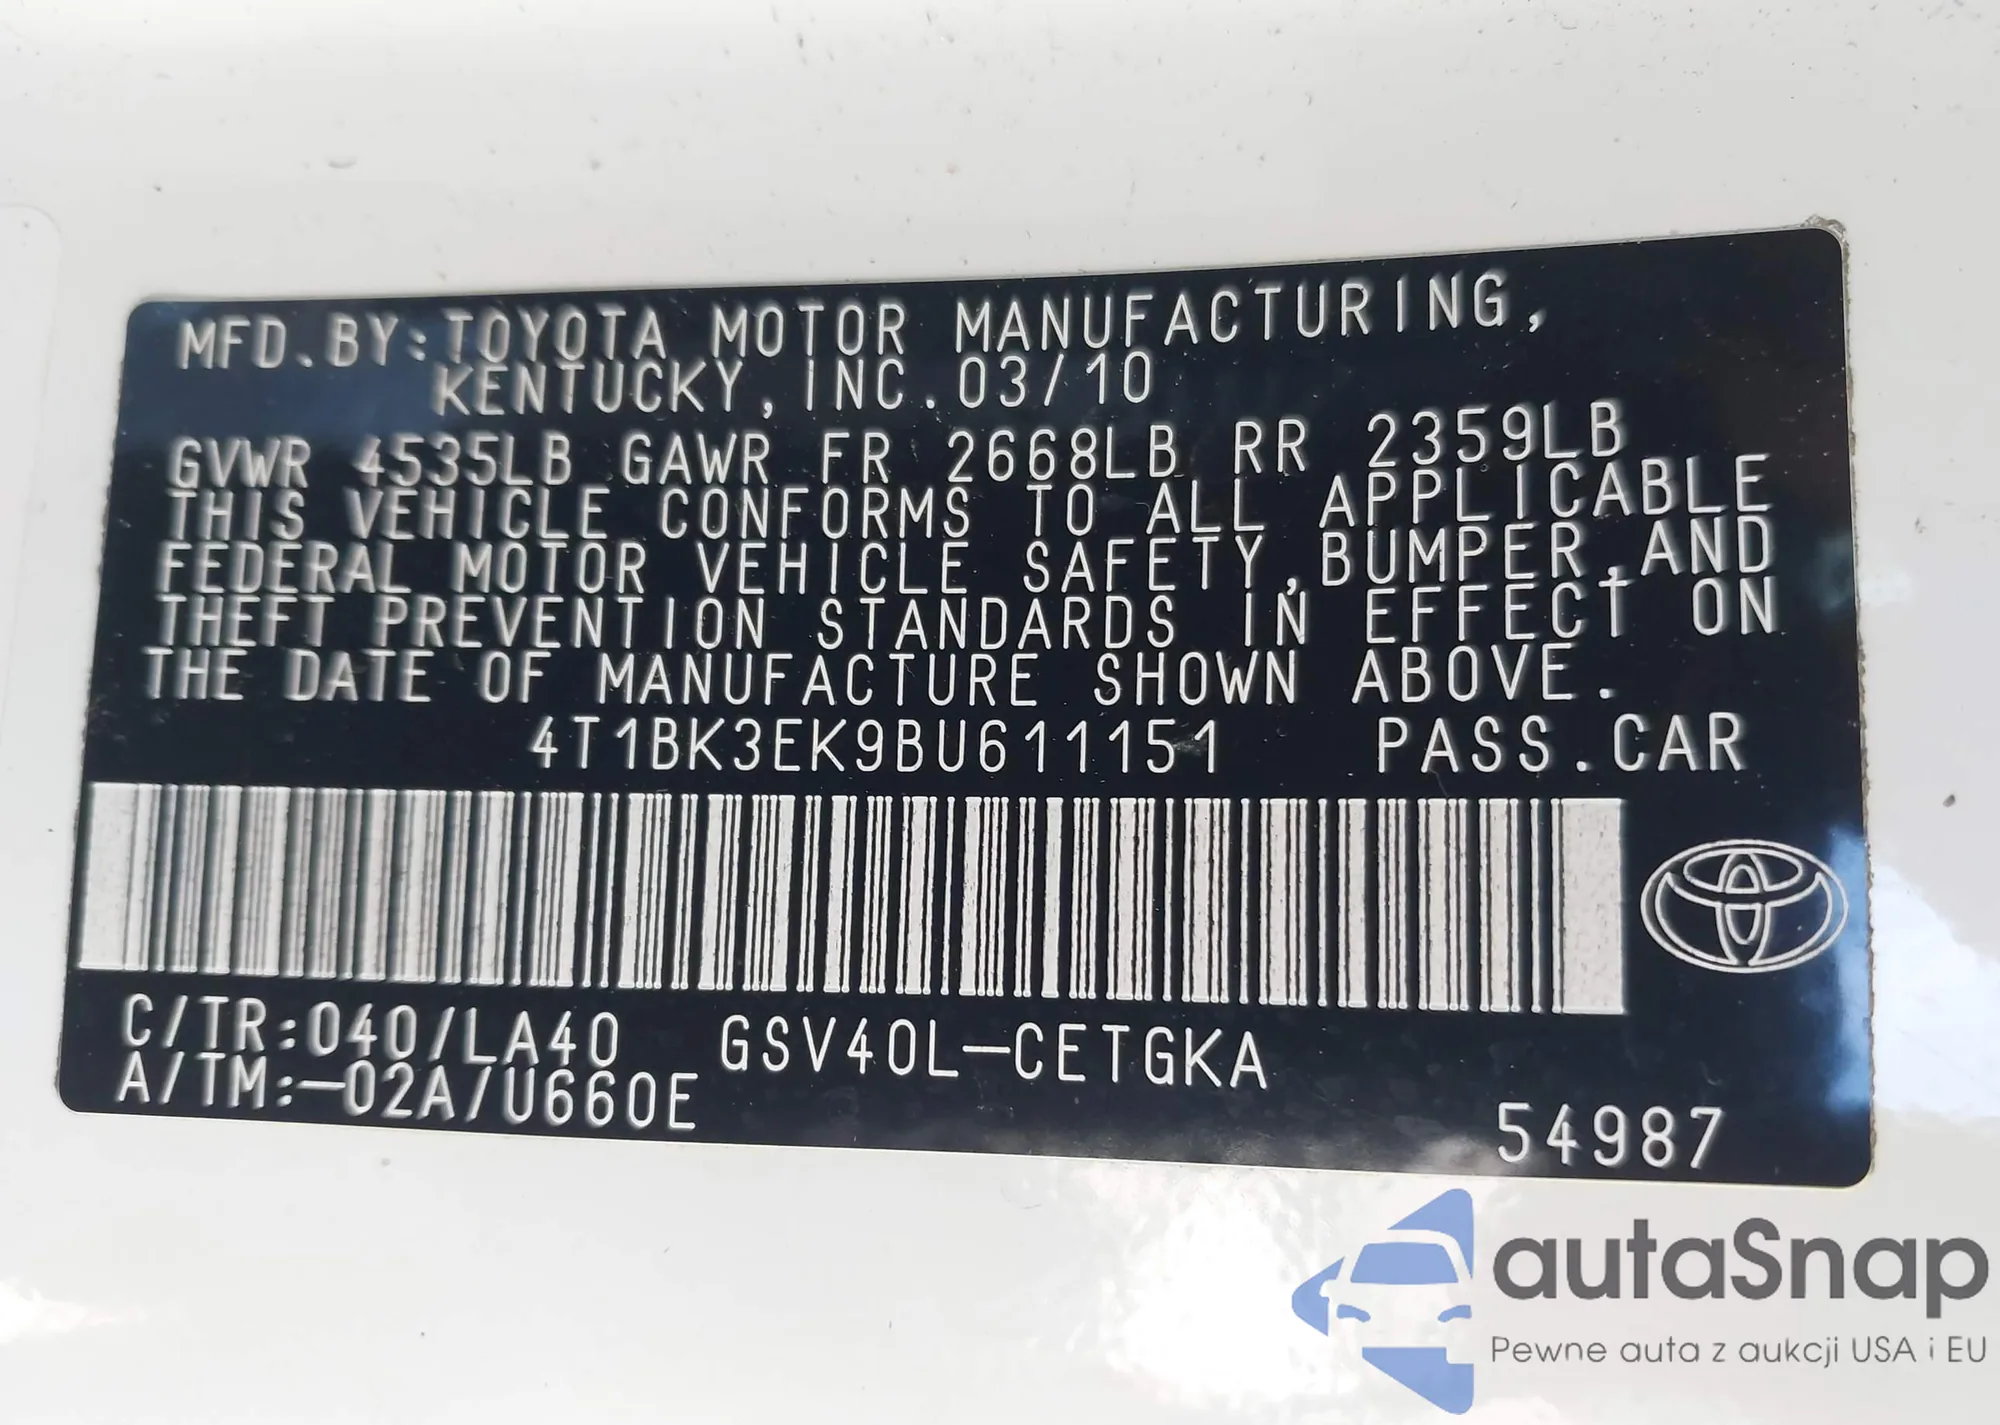 MFD.BY:TOYOTA MOTOR MANUFACTURING,
KENTUCKY, INC. 03/10
GVWR 4535LB GAWR FR 2668LB RR 2359LB
THIS VEHICLE CONFORMS TO ALL APPLICABLE
FEDERAL MOTOR VEHICLE SAFETY,BUMPER,AND
THEFT PREVENTION STANDARDS IN EFFECT ON
THE DATE OF MANUFACTURE SHOWN ABOVE.
4T1BK3EK9BU611151 PASS.CAR
C/TR:040/LA40 GSV40L-CETGKA
A/TM:-02A/U660E
54987
autaSnap
Pewne auta z aukcji USA i EU